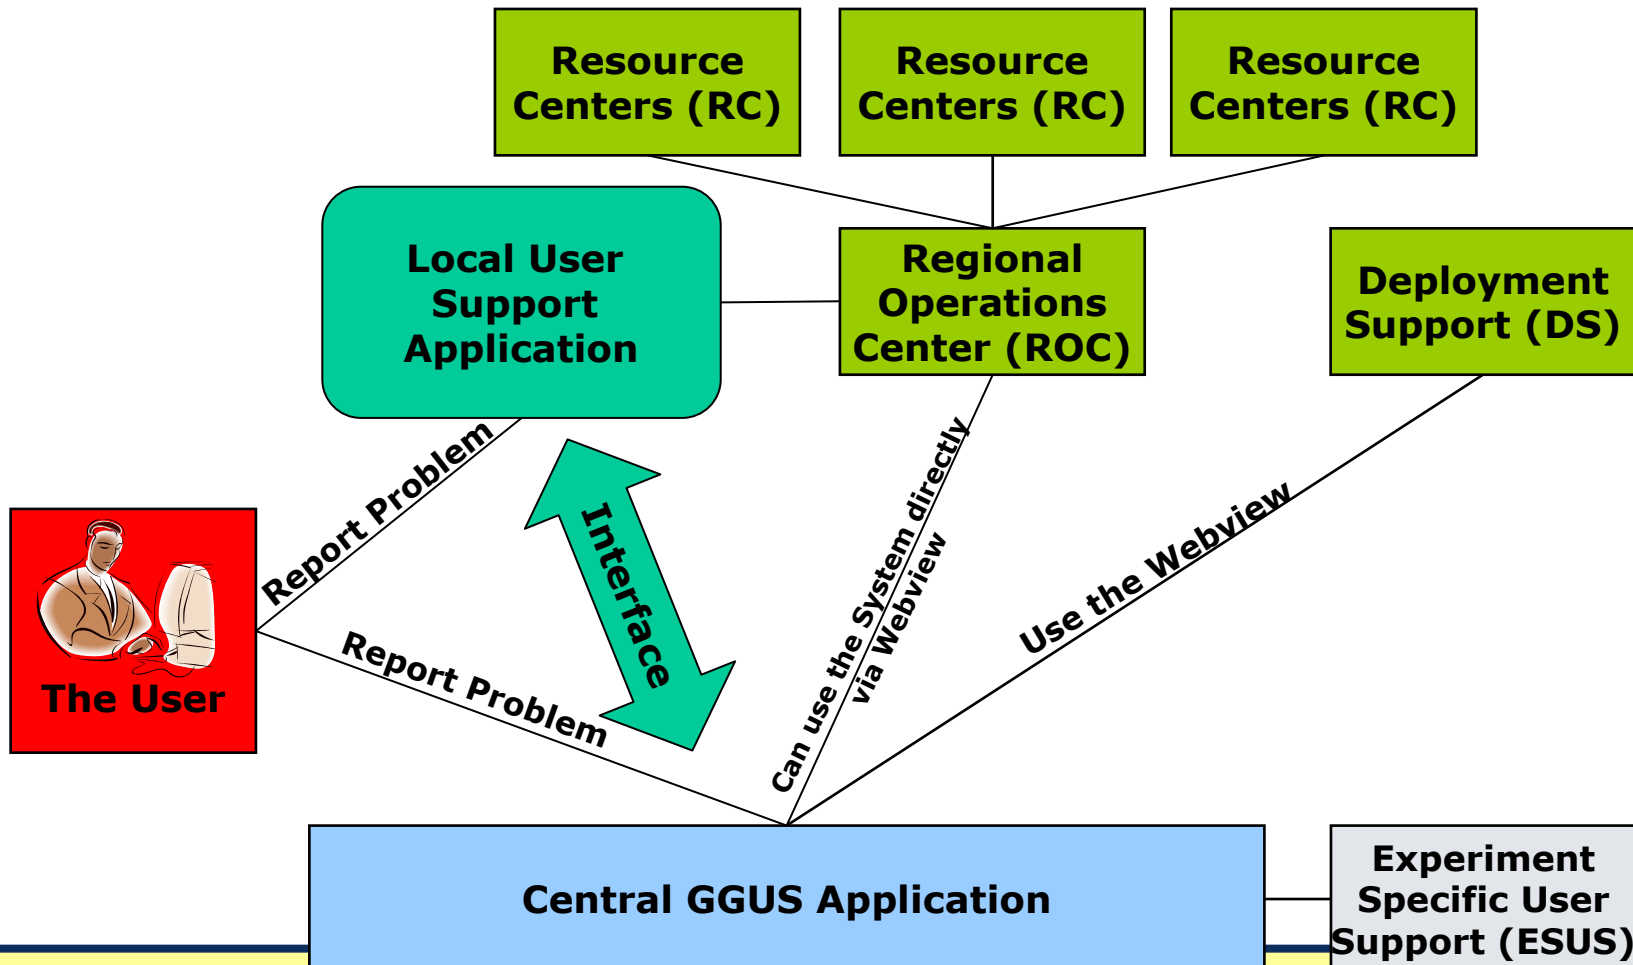 Resource
Centers (RC)
Resource
Centers (RC)
Resource
Centers (RC)
Local User
Support
Application
Regional
Operations
Center (ROC)
Deployment
Support (DS)
Report Problem
Interface
Can use the System directly
via Webview
Use the Webview
The User
Report Problem
Central GGUS Application
Experiment
Specific User
Support (ESUS)